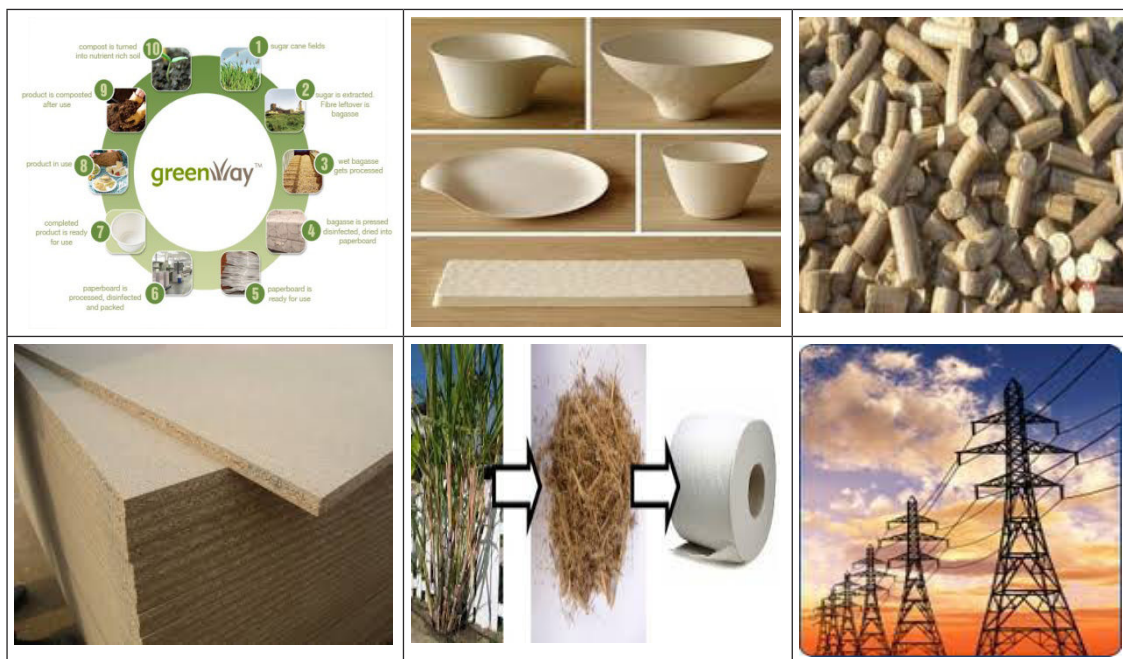 10
compost is turned
into nutrient rich soil
1
sugar cane fields
2
sugar is extracted.
Fibre leftover is
bagasse
3
wet bagasse
gets processed
4
bagasse is pressed
disinfected, dried into
paperboard
5
paperboard is
ready for use
6
paperboard is
processed, disinfected
and packed
7
completed
product is ready
for use
8
product in use
9
product is composted
after use
greenWay™